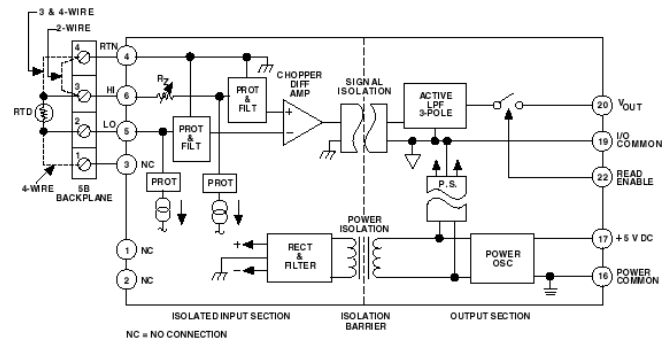 3 & 4-WIRE
2-WIRE
RTD
4-WIRE
4
3
2
1
5B
BACKPLANE
RTN
4
HI
6
LO
5
NC
3
1
NC
2
NC
RZ
PROT
&
FILT
PROT
&
FILT
PROT
PROT
CHOPPER
DIFF
AMP
+
−
SIGNAL
ISOLATION
ACTIVE
LPF
3-POLE
20
VOUT
19
I/O
COMMON
22
READ
ENABLE
P.S.
POWER
ISOLATION
+
−
RECT
&
FILTER
POWER
OSC
17
+5 V DC
16
POWER
COMMON
ISOLATED INPUT SECTION
ISOLATION
BARRIER
OUTPUT SECTION
NC = NO CONNECTION